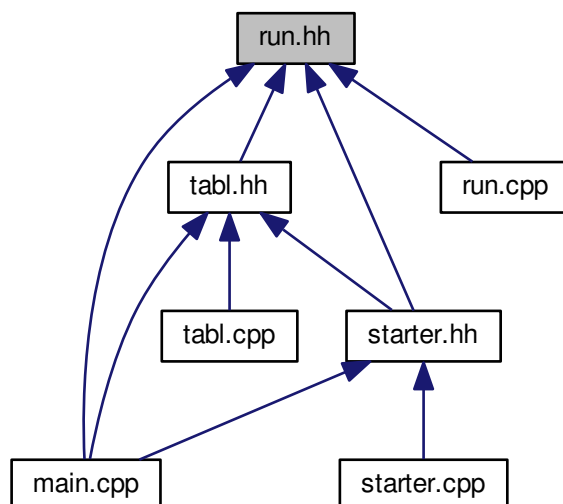 run.hh
tabl.hh
run.cpp
tabl.cpp
starter.hh
main.cpp
starter.cpp